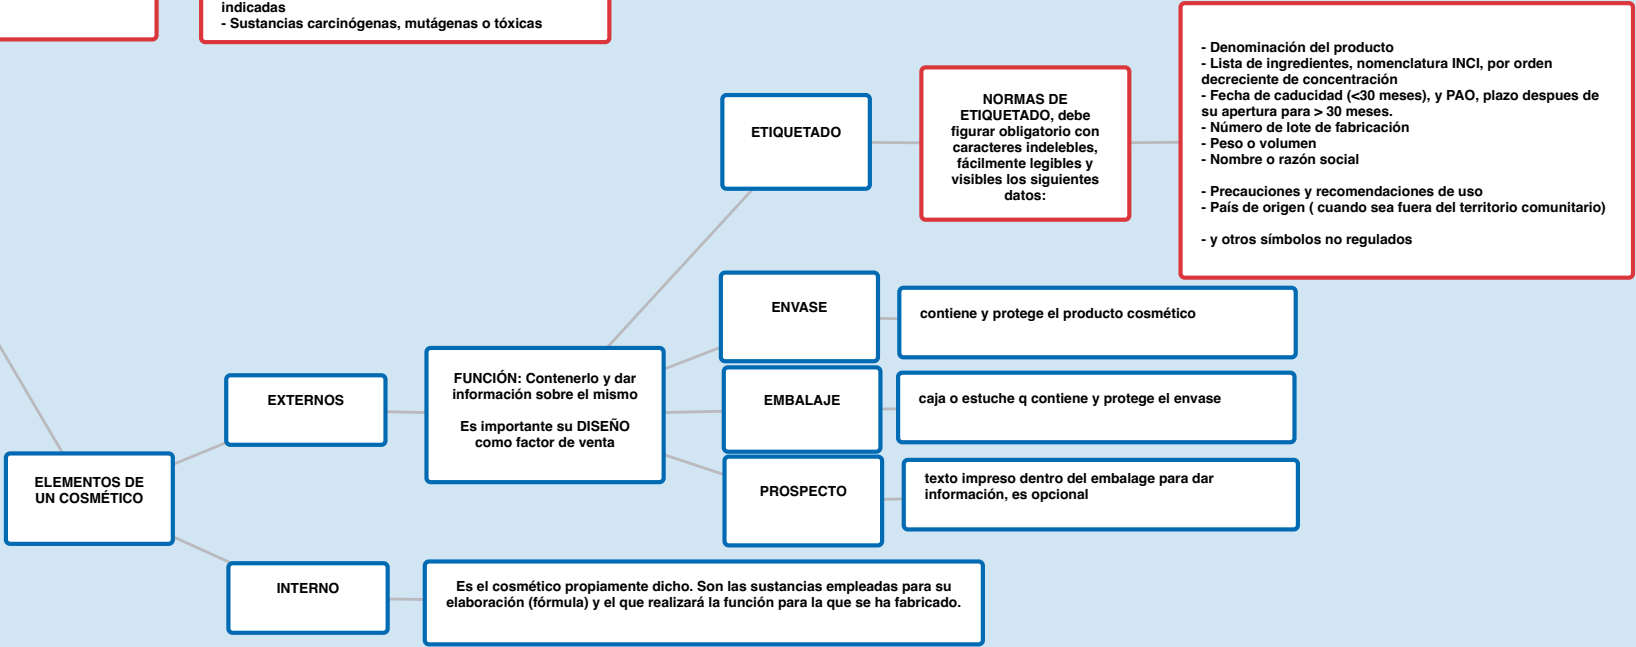 indicadas
- Sustancias carcinógenas, mutágenas o tóxicas
- Denominación del producto
- Lista de ingredientes, nomenclatura INCI, por orden
decreciente de concentración
- Fecha de caducidad (<30 meses), y PAO, plazo despues de
su apertura para > 30 meses.
- Número de lote de fabricación
- Peso o volumen
- Nombre o razón social
- Precauciones y recomendaciones de uso
- País de origen ( cuando sea fuera del territorio comunitario)
- y otros símbolos no regulados
NORMAS DE
ETIQUETADO, debe
figurar obligatorio con
caracteres indelebles,
fácilmente legibles y
visibles los siguientes
datos:
ETIQUETADO
ENVASE
contiene y protege el producto cosmético
FUNCIÓN: Contenerlo y dar
información sobre el mismo
Es importante su DISEÑO
como factor de venta
EXTERNOS
EMBALAJE
caja o estuche q contiene y protege el envase
ELEMENTOS DE
UN COSMÉTICO
PROSPECTO
texto impreso dentro del embalage para dar
información, es opcional
INTERNO
Es el cosmético propiamente dicho. Son las sustancias empleadas para su
elaboración (fórmula) y el que realizará la función para la que se ha fabricado.